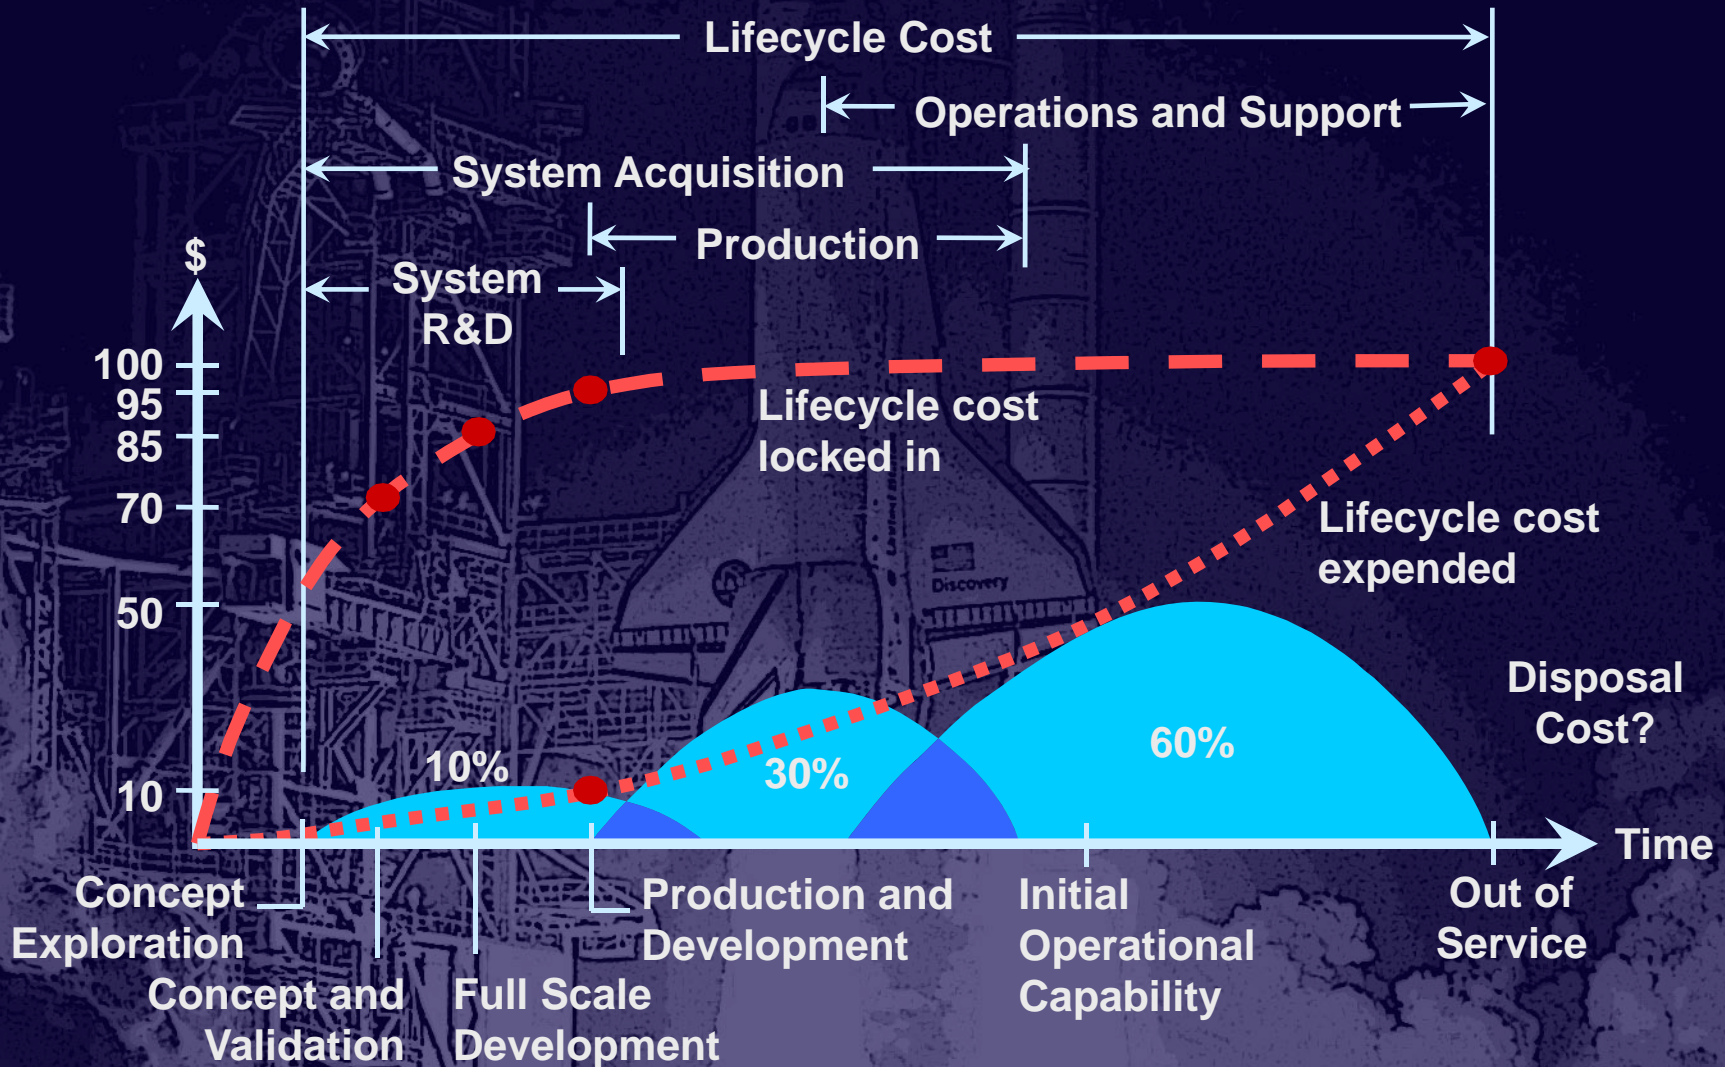 Lifecycle Cost
Operations and Support
System Acquisition
Production
$
System
R&D
100
95
85
70
50
10
Lifecycle cost
locked in
Lifecycle cost
expended
Discovery
Disposal
Cost?
10%
30%
60%
Time
Concept
Exploration
Concept and
Validation
Full Scale
Development
Production and
Development
Initial
Operational
Capability
Out of
Service